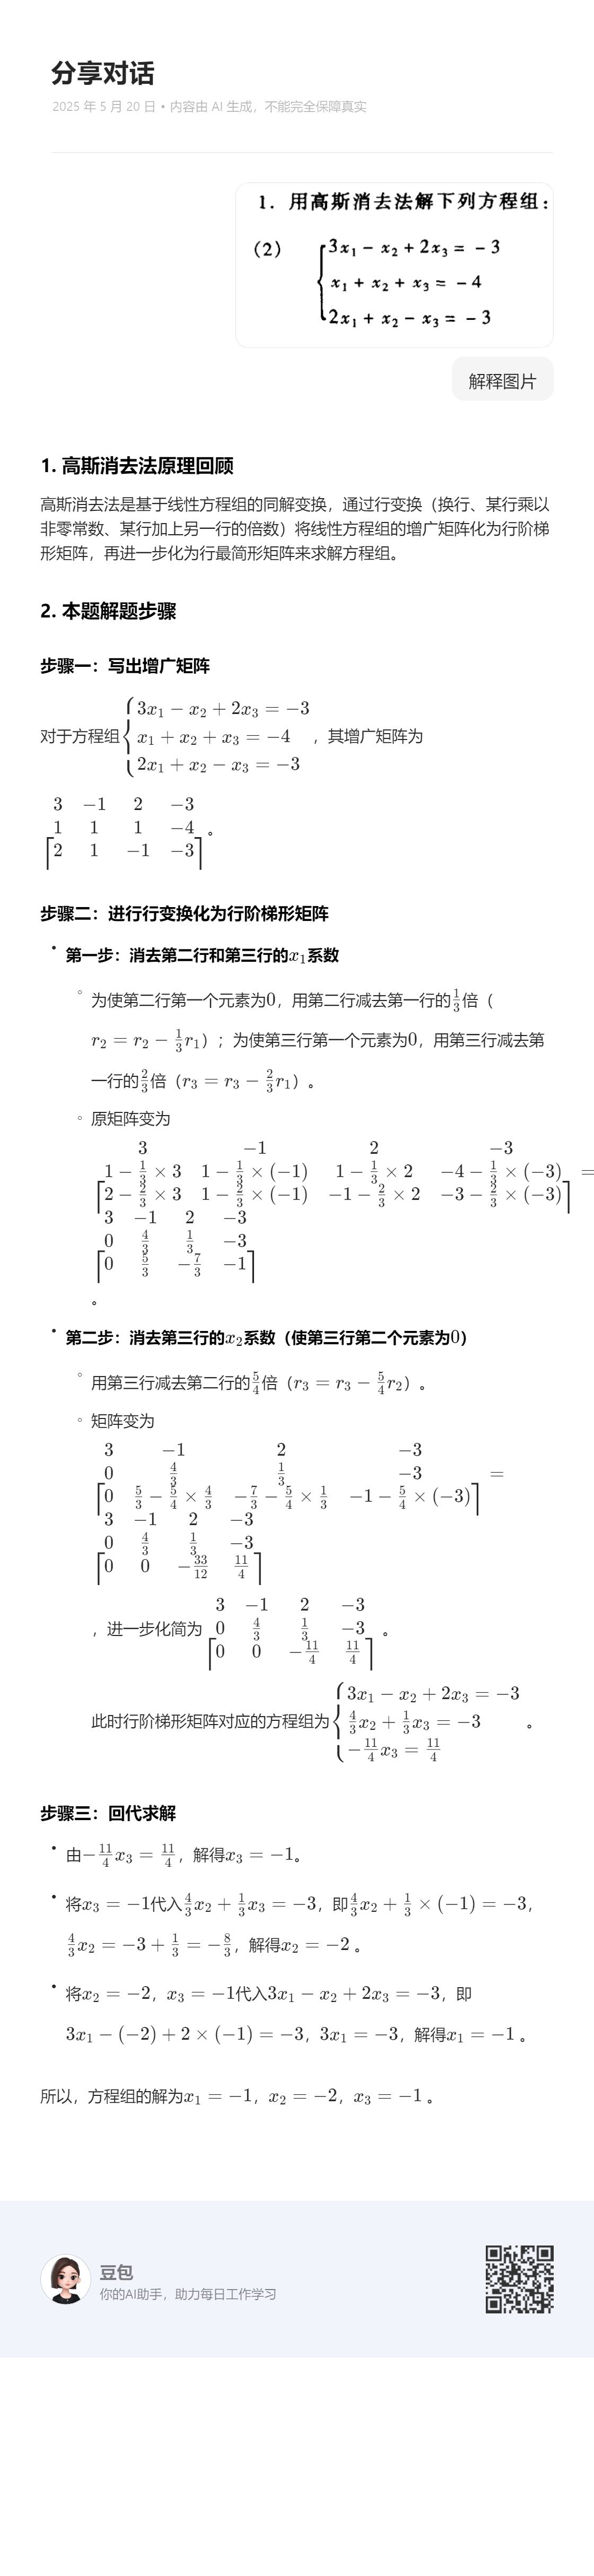 分享对话
2025 年 5 月 20 日 • 内容由 AI 生成，不能完全保障真实
1. 用高斯消去法解下列方程组:
(2) { 3x₁ − x₂ + 2x₃ = −3
x₁ + x₂ + x₃ = −4
2x₁ + x₂ − x₃ = −3
解释图片
1. 高斯消去法原理回顾
高斯消去法是基于线性方程组的同解变换，通过行变换（换行、某行乘以
非零常数、某行加上另一行的倍数）将线性方程组的增广矩阵化为行阶梯
形矩阵，再进一步化为行最简形矩阵来求解方程组。
2. 本题解题步骤
步骤一：写出增广矩阵
3x₁ − x₂ + 2x₃ = −3
对于方程组 { x₁ + x₂ + x₃ = −4 ，其增广矩阵为
2x₁ + x₂ − x₃ = −3
3 −1 2 −3
1 1 1 −4 。
⌈2 1 −1 −3⌉
步骤二：进行行变换化为行阶梯形矩阵
• 第一步：消去第二行和第三行的x₁系数
◦ 为使第二行第一个元素为0，用第二行减去第一行的1/3倍（
r₂ = r₂ − 1/3 r₁）；为使第三行第一个元素为0，用第三行减去第
一行的2/3倍（r₃ = r₃ − 2/3 r₁）。
◦ 原矩阵变为
3 −1 2 −3
1 − 1/3 × 3 1 − 1/3 × (−1) 1 − 1/3 × 2 −4 − 1/3 × (−3) =
⌈2 − 2/3 × 3 1 − 2/3 × (−1) −1 − 2/3 × 2 −3 − 2/3 × (−3)⌉
3 −1 2 −3
0 4/3 1/3 −3
⌈0 5/3 −7/3 −1⌉
。
• 第二步：消去第三行的x₂系数（使第三行第二个元素为0）
◦ 用第三行减去第二行的5/4倍（r₃ = r₃ − 5/4 r₂）。
◦ 矩阵变为
3 −1 2 −3
0 4/3 1/3 −3 =
⌈0 5/3 − 5/4 × 4/3 −7/3 − 5/4 × 1/3 −1 − 5/4 × (−3)⌉
3 −1 2 −3
0 4/3 1/3 −3
⌈0 0 −33/12 11/4⌉
3 −1 2 −3
，进一步化简为 0 4/3 1/3 −3 。
⌈0 0 −11/4 11/4⌉
3x₁ − x₂ + 2x₃ = −3
此时行阶梯形矩阵对应的方程组为 { 4/3 x₂ + 1/3 x₃ = −3 。
−11/4 x₃ = 11/4
步骤三：回代求解
• 由−11/4 x₃ = 11/4，解得x₃ = −1。
• 将x₃ = −1代入4/3 x₂ + 1/3 x₃ = −3，即4/3 x₂ + 1/3 × (−1) = −3，
4/3 x₂ = −3 + 1/3 = −8/3，解得x₂ = −2 。
• 将x₂ = −2，x₃ = −1代入3x₁ − x₂ + 2x₃ = −3，即
3x₁ − (−2) + 2 × (−1) = −3，3x₁ = −3，解得x₁ = −1 。
所以，方程组的解为x₁ = −1，x₂ = −2，x₃ = −1 。
豆包
你的AI助手，助力每日工作学习